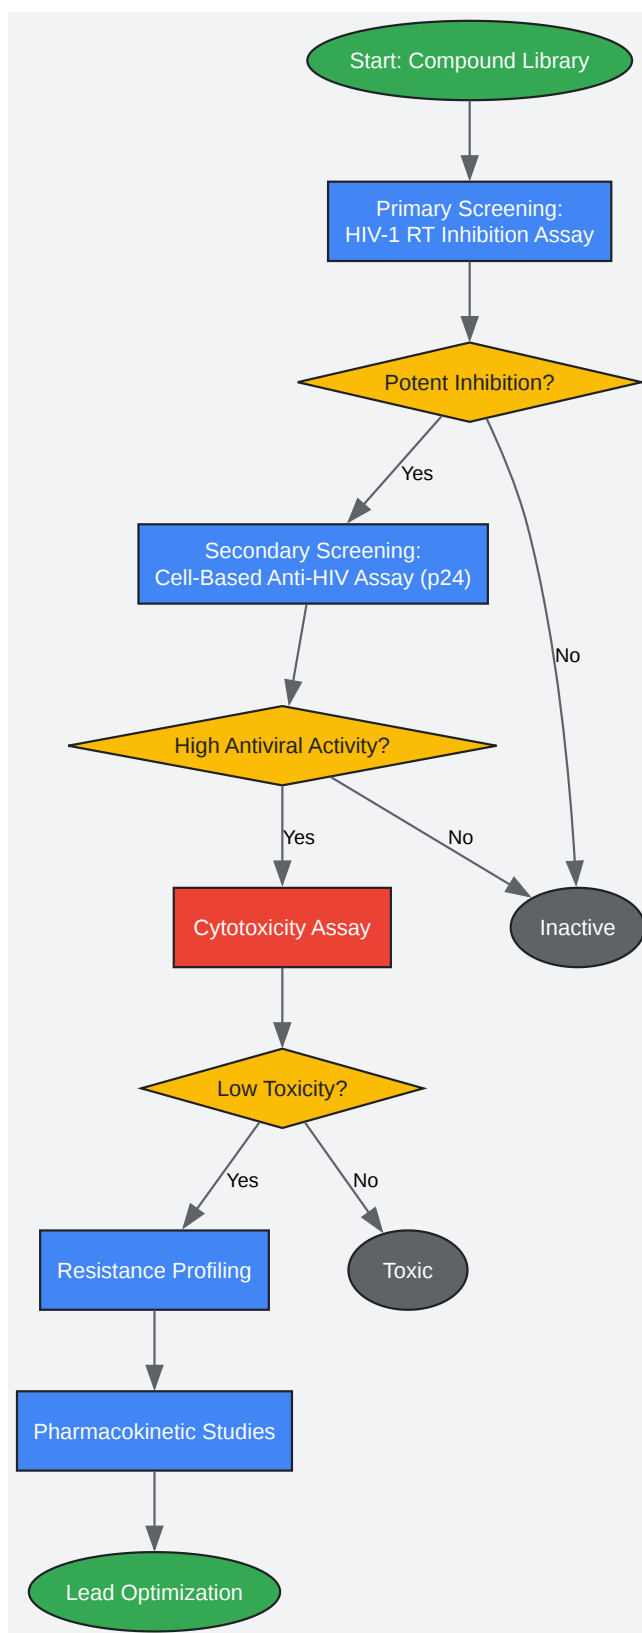 Start: Compound Library
Primary Screening:
HIV-1 RT Inhibition Assay
Potent Inhibition?
Yes
Secondary Screening:
Cell-Based Anti-HIV Assay (p24)
No
High Antiviral Activity?
Yes
No
Cytotoxicity Assay
Inactive
Low Toxicity?
Yes
No
Resistance Profiling
Toxic
Pharmacokinetic Studies
Lead Optimization